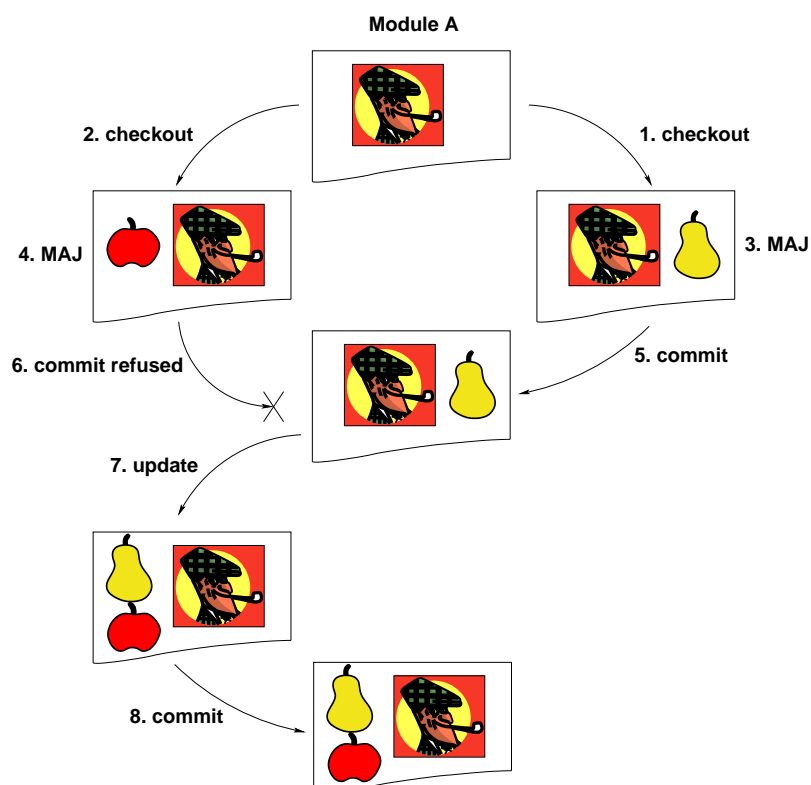 Module A
2. checkout
1. checkout
4. MAJ
3. MAJ
6. commit refused
5. commit
7. update
8. commit